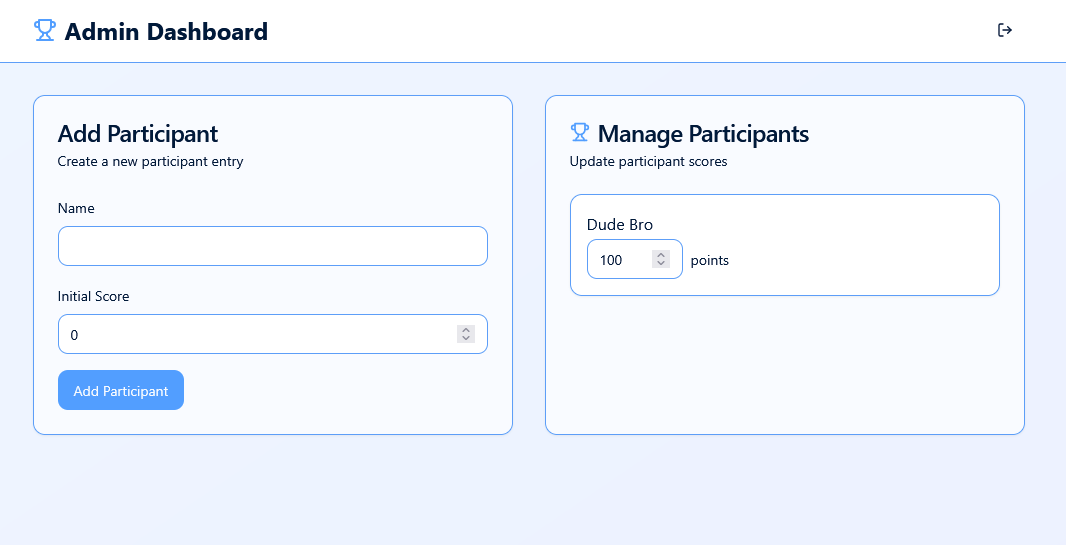 Admin Dashboard
Add Participant
Create a new participant entry
Name
Initial Score
0
Add Participant
Manage Participants
Update participant scores
Dude Bro
100 points